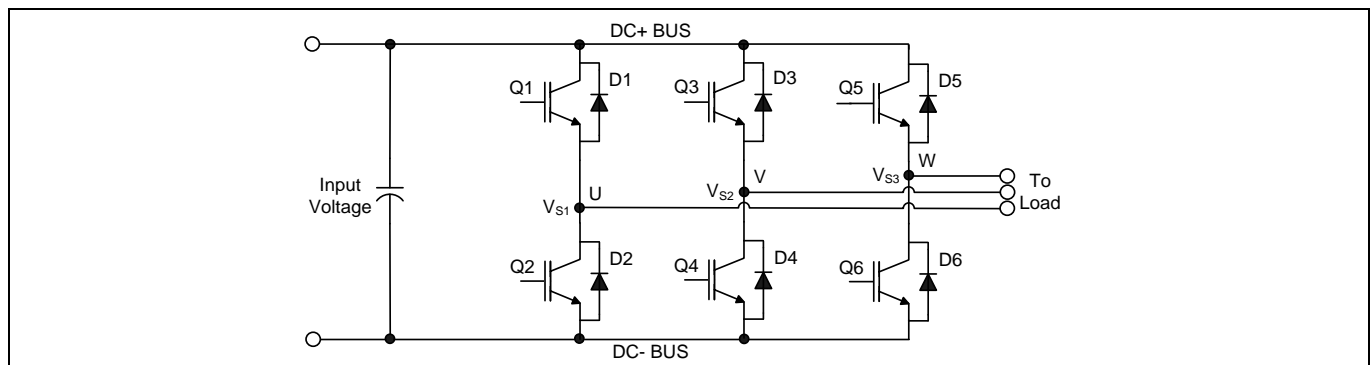 DC+ BUS
Q1
D1
Q3
D3
Q5
D5
Input
Voltage
U
VS1
V
VS2
W
VS3
To
Load
Q2
D2
Q4
D4
Q6
D6
DC- BUS